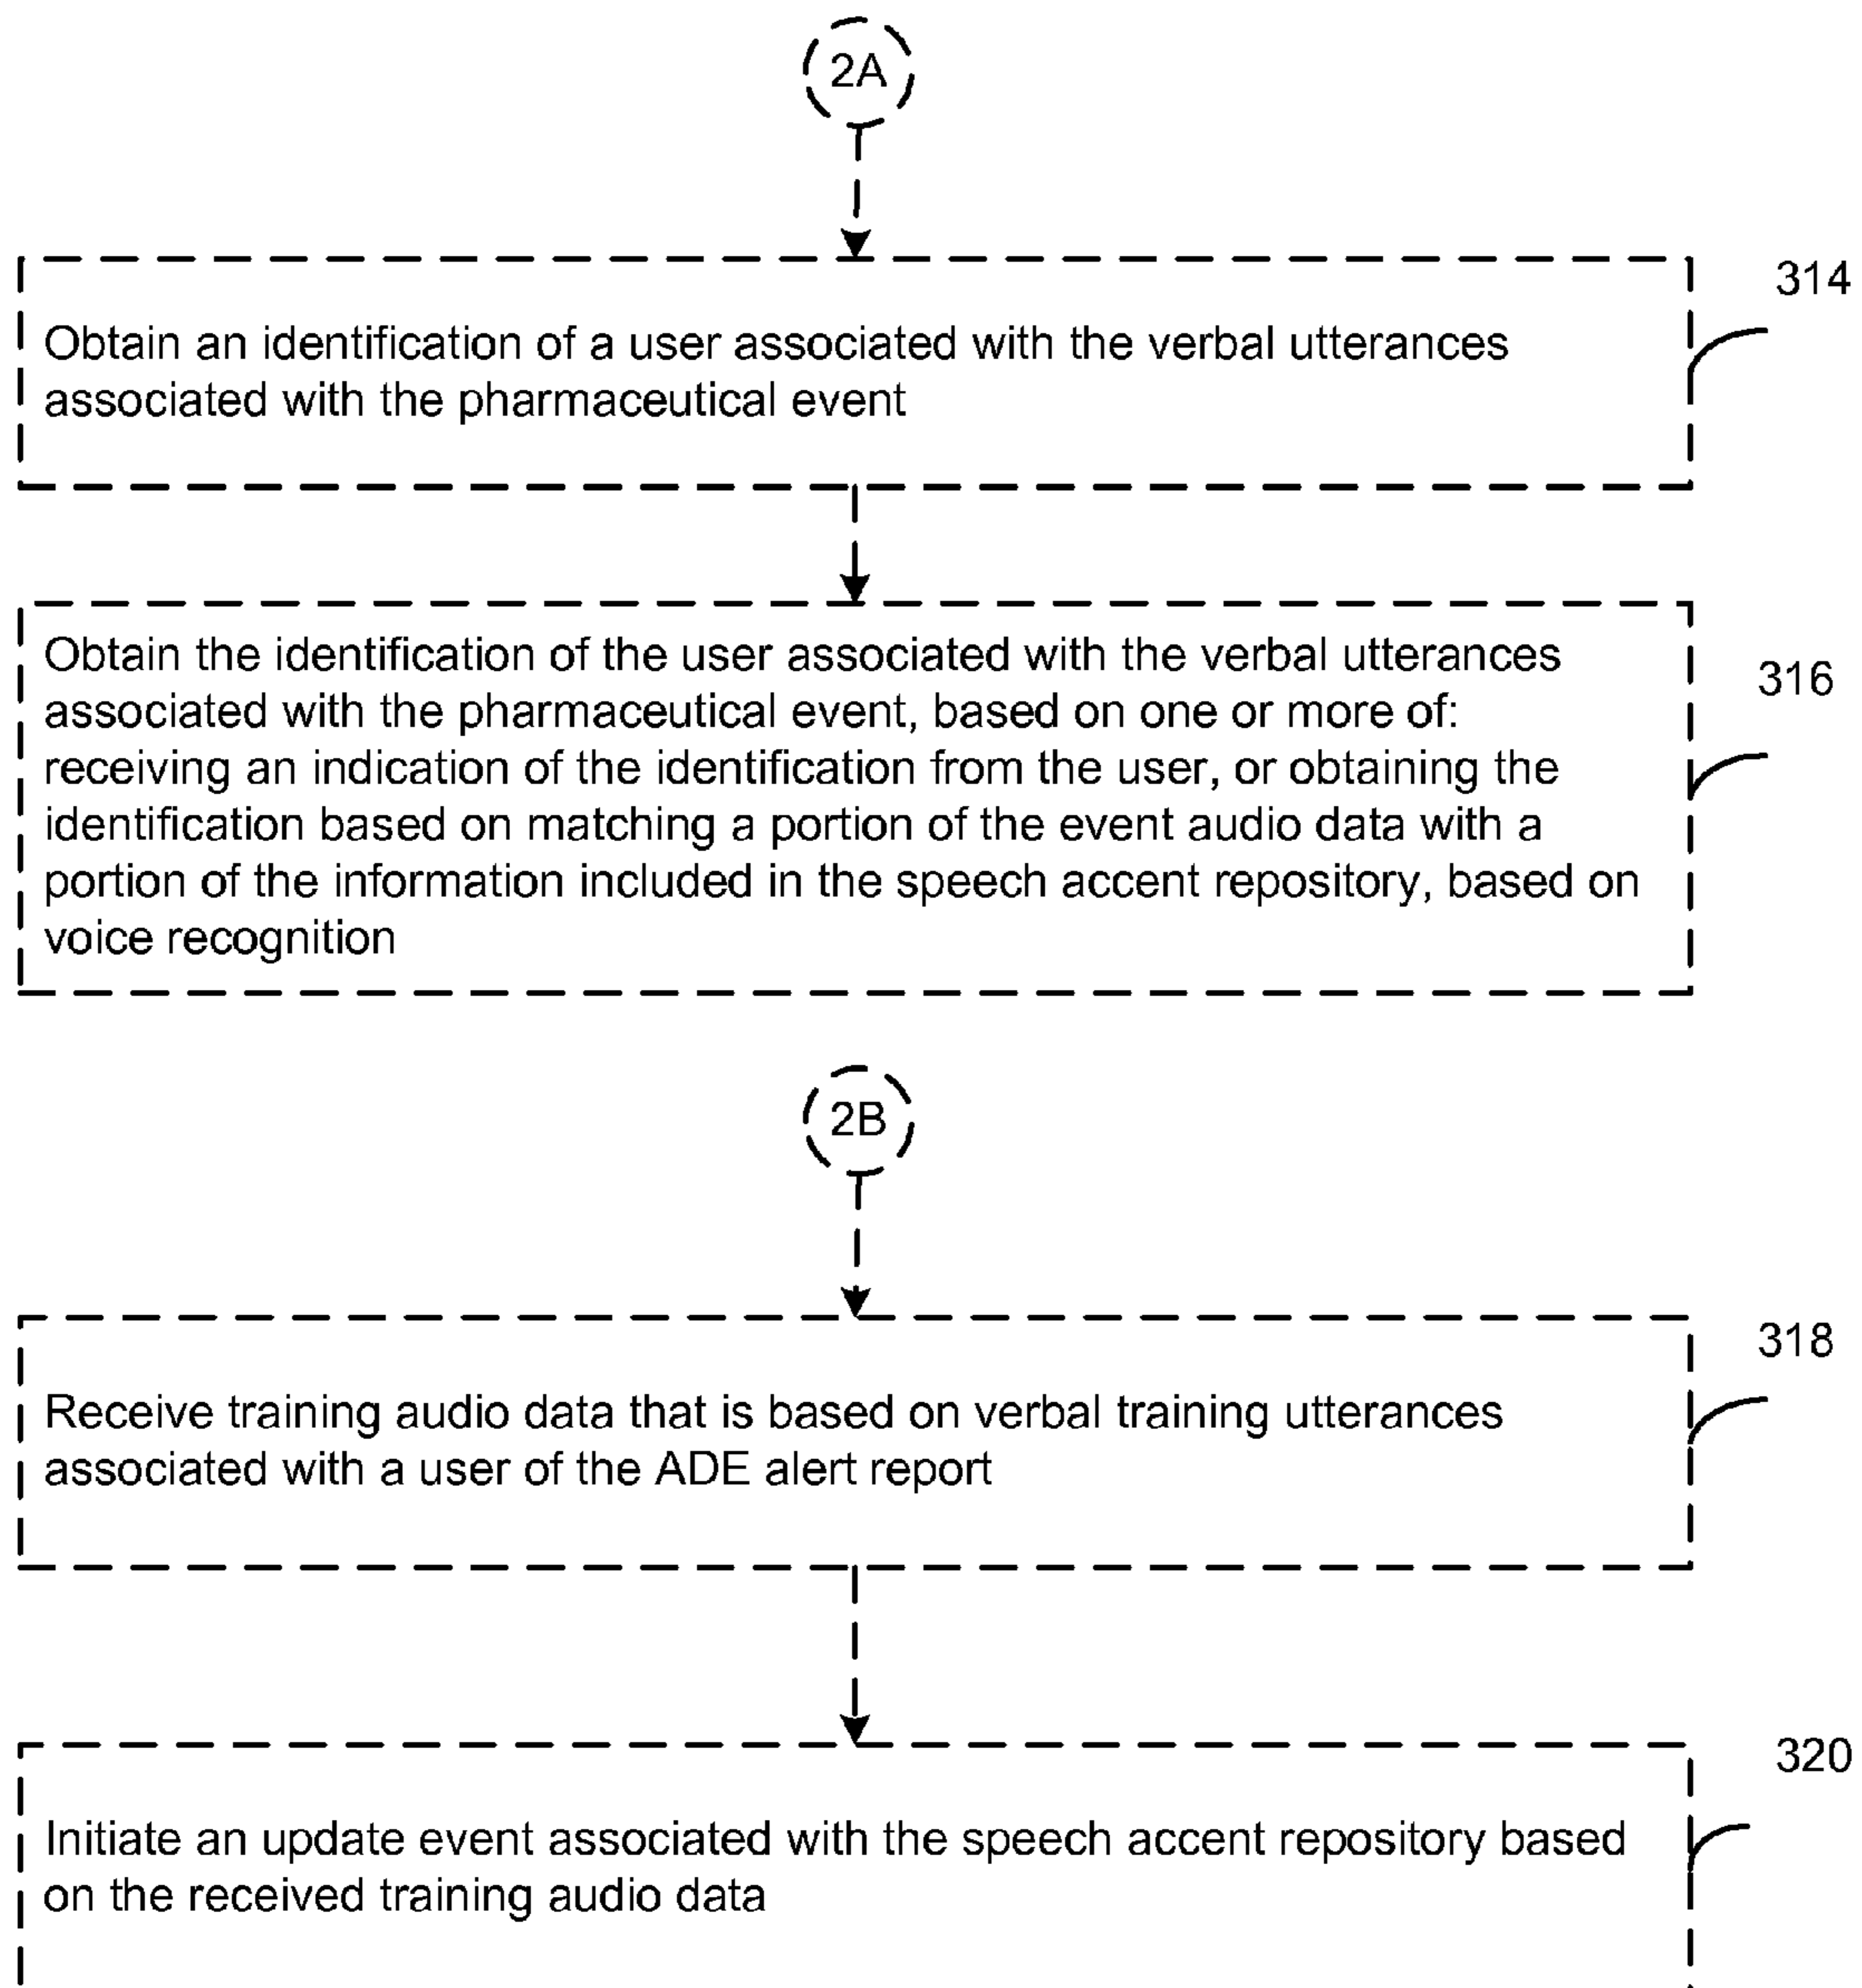 2A
314
Obtain an identification of a user associated with the verbal utterances
associated with the pharmaceutical event
316
Obtain the identification of the user associated with the verbal utterances
associated with the pharmaceutical event, based on one or more of:
receiving an indication of the identification from the user, or obtaining the
identification based on matching a portion of the event audio data with a
portion of the information included in the speech accent repository, based on
voice recognition
2B
318
Receive training audio data that is based on verbal training utterances
associated with a user of the ADE alert report
320
Initiate an update event associated with the speech accent repository based
on the received training audio data